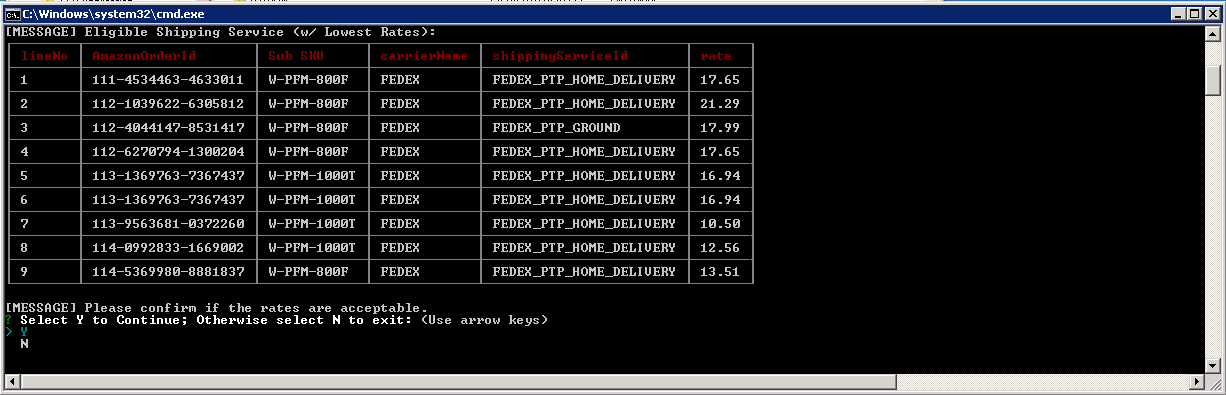 C:\Windows\system32\cmd.exe
[MESSAGE] Eligible Shipping Service (w/ Lowest Rates):
lineNo AmazonOrderId Sub SKU carrierName shippingServiceId rate
1 111-4534463-4633011 W-PFM-800F FEDEX FEDEX_PTP_HOME_DELIVERY 17.65
2 112-1039622-6305812 W-PFM-800F FEDEX FEDEX_PTP_HOME_DELIVERY 21.29
3 112-4044147-8531417 W-PFM-800F FEDEX FEDEX_PTP_GROUND 17.99
4 112-6270794-1300204 W-PFM-800F FEDEX FEDEX_PTP_HOME_DELIVERY 17.65
5 113-1369763-7367437 W-PFM-1000T FEDEX FEDEX_PTP_HOME_DELIVERY 16.94
6 113-1369763-7367437 W-PFM-1000T FEDEX FEDEX_PTP_HOME_DELIVERY 16.94
7 113-9563681-0372260 W-PFM-1000T FEDEX FEDEX_PTP_HOME_DELIVERY 10.50
8 114-0992833-1669002 W-PFM-1000T FEDEX FEDEX_PTP_HOME_DELIVERY 12.56
9 114-5369980-8881837 W-PFM-800F FEDEX FEDEX_PTP_HOME_DELIVERY 13.51
[MESSAGE] Please confirm if the rates are acceptable.
? Select Y to Continue; Otherwise select N to exit: (Use arrow keys)
> Y
N